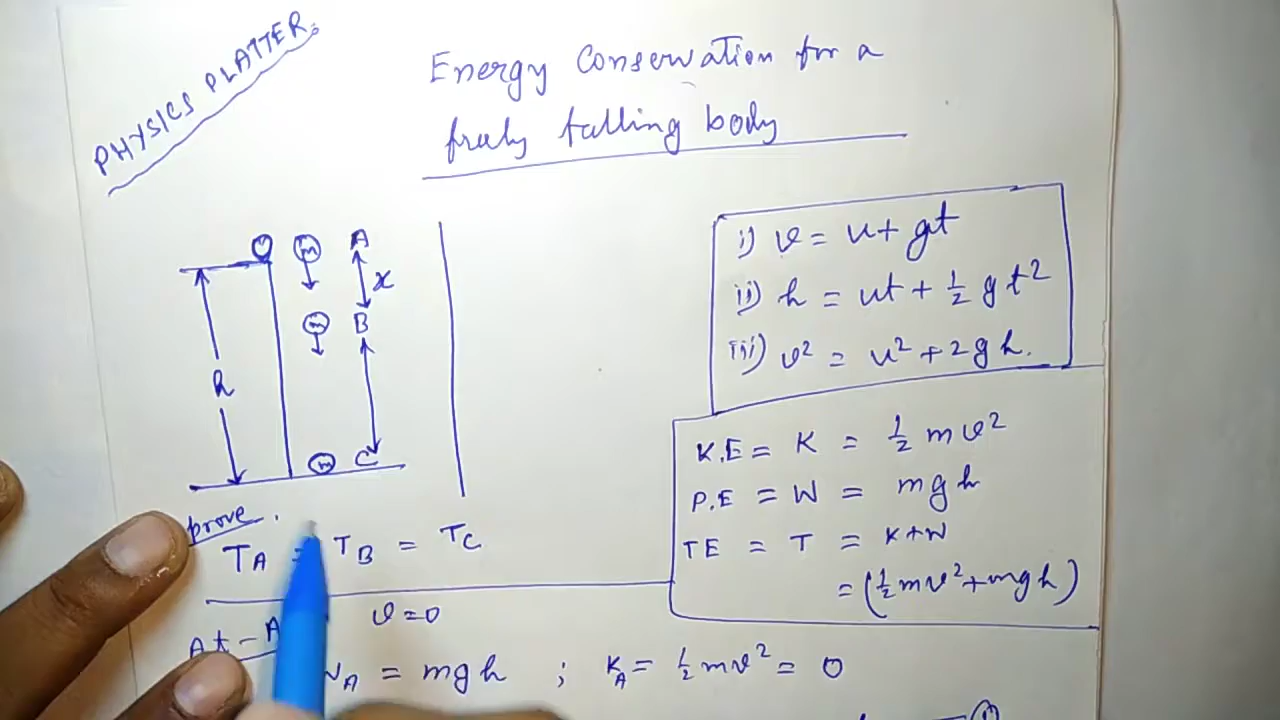 PHYSICS PLATTER.
Energy Conservation for a
freely falling body
m A
x
m B
h
m C
i) v = u + gt
ii) h = ut + 1/2 g t²
iii) v² = u² + 2gh.
K.E = K = 1/2 m v²
P.E = W = mgh
TE = T = K+W
= (1/2 mv² + mgh)
prove.
TA = TB = TC
At - A v=0
WA = mgh ; KA = 1/2 mv² = 0